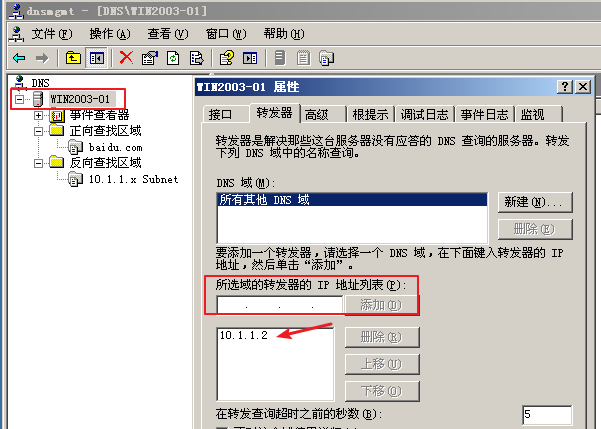 dnsmgmt - [DNS\WIN2003-01]
文件(F) 操作(A) 查看(V) 窗口(W) 帮助(H)
DNS
WIN2003-01
事件查看器
正向查找区域
baidu.com
反向查找区域
10.1.1.x Subnet
WIN2003-01 属性
接口 转发器 高级 根提示 调试日志 事件日志 监视
转发器是解决那些这台服务器没有应答的 DNS 查询的服务器。转发
下列 DNS 域中的名称查询。
DNS 域(M):
所有其他 DNS 域
新建(N)...
删除(E)
要添加一个转发器，请选择一个 DNS 域，在下面键入转发器的 IP
地址，然后单击“添加”。
所选域的转发器的 IP 地址列表(P):
. . .
添加(D)
10.1.1.2
删除(R)
上移(U)
下移(O)
在转发查询超时之前的秒数(B):
5